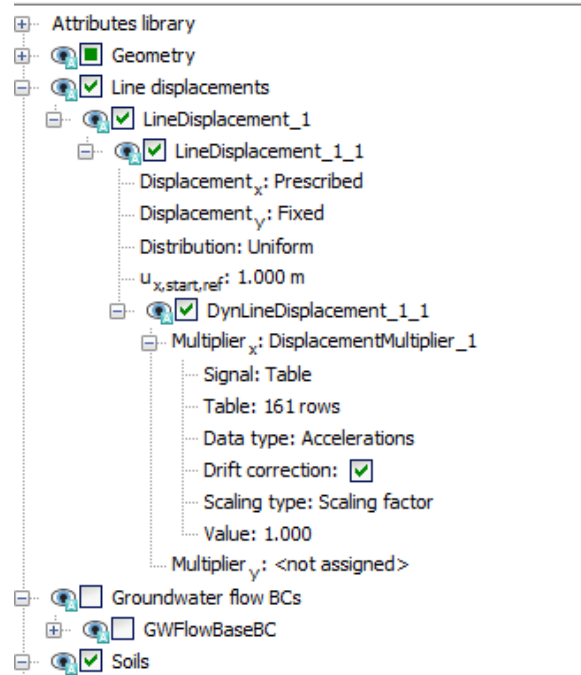 Attributes library
Geometry
Line displacements
LineDisplacement_1
LineDisplacement_1_1
Displacementx: Prescribed
Displacementy: Fixed
Distribution: Uniform
ux,start,ref: 1.000 m
DynLineDisplacement_1_1
Multiplierx: DisplacementMultiplier_1
Signal: Table
Table: 161 rows
Data type: Accelerations
Drift correction:
Scaling type: Scaling factor
Value: 1.000
Multipliery: <not assigned>
Groundwater flow BCs
GWFlowBaseBC
Soils